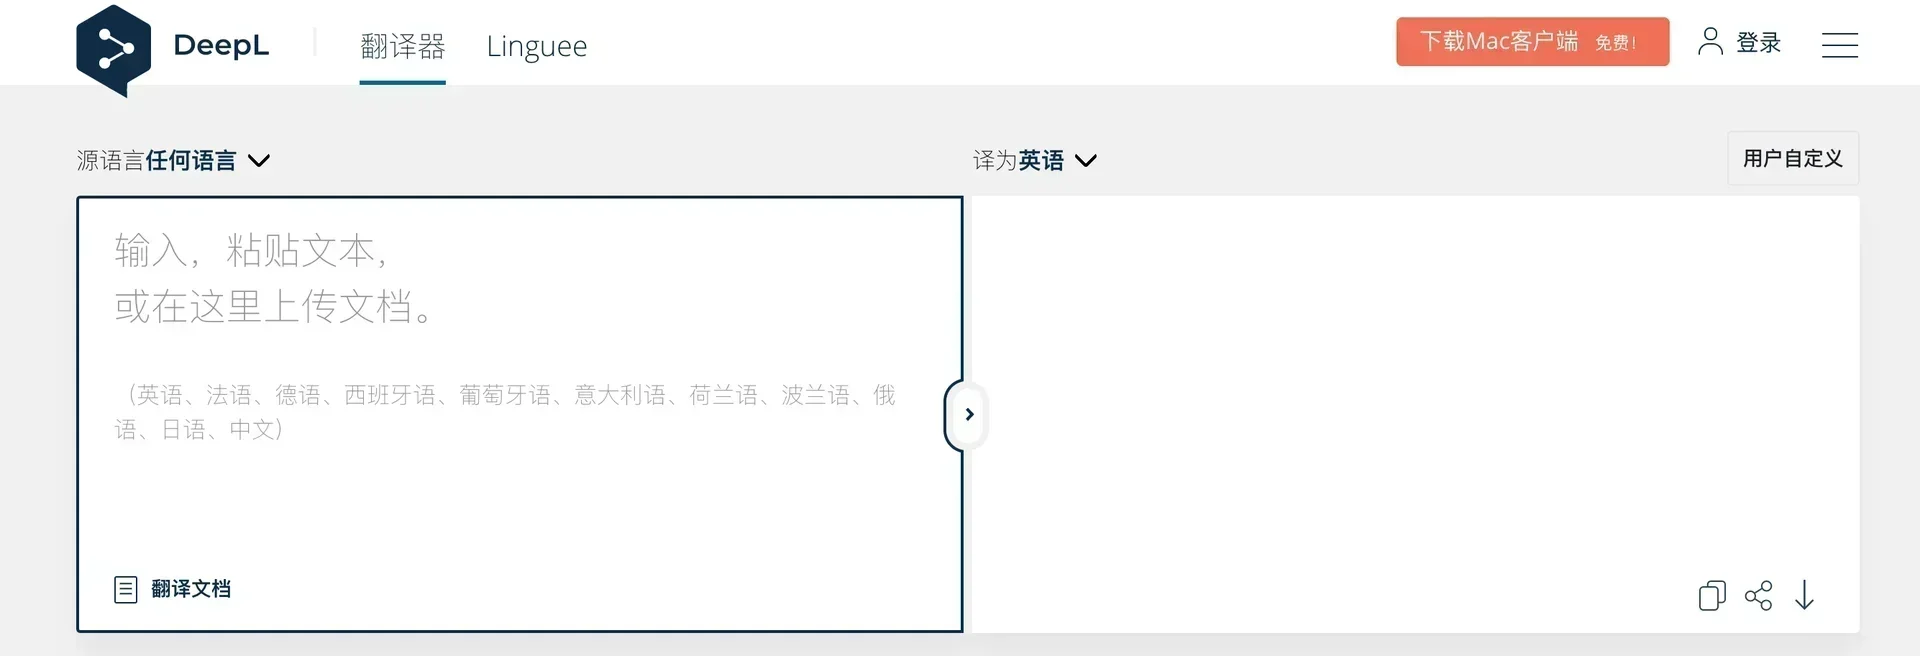 DeepL 翻译器 Linguee 下载Mac客户端 免费! 登录
源语言任何语言 译为英语 用户自定义
输入，粘贴文本，
或在这里上传文档。
（英语、法语、德语、西班牙语、葡萄牙语、意大利语、荷兰语、波兰语、俄
语、日语、中文）
翻译文档